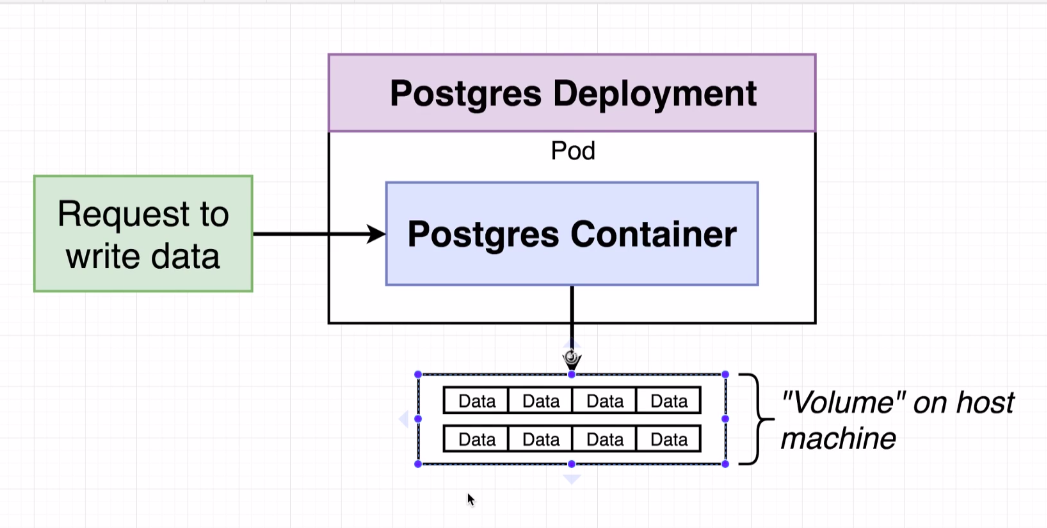 Postgres Deployment
Pod
Request to
write data
Postgres Container
Data Data Data Data
Data Data Data Data
"Volume" on host
machine